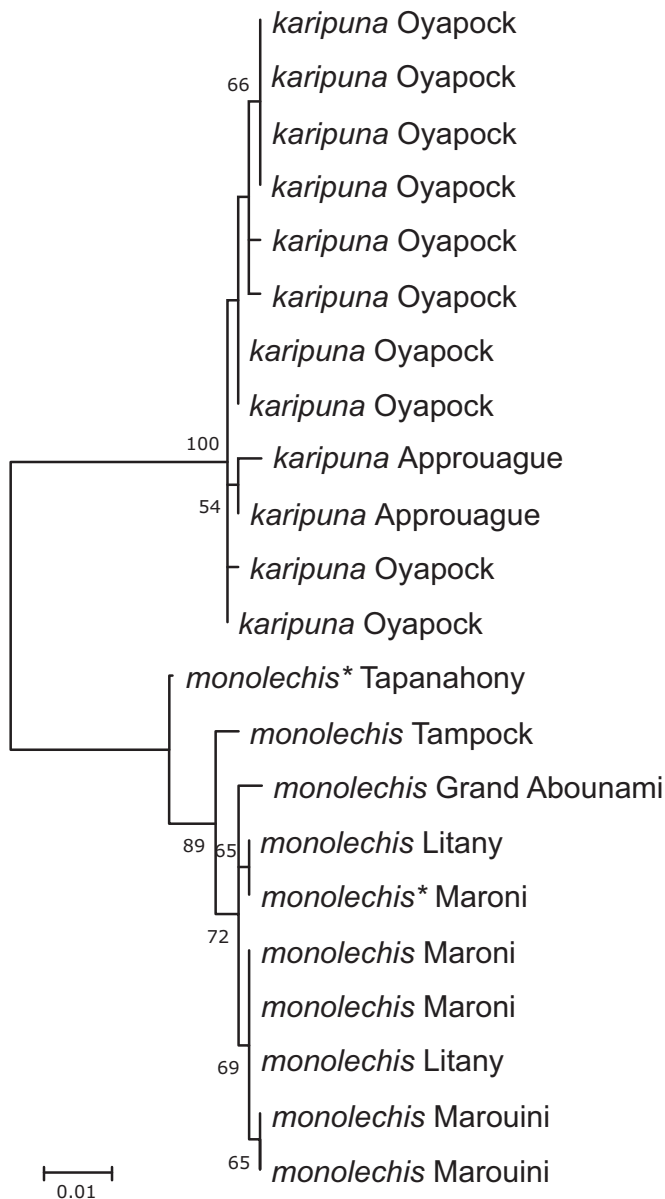 karipuna Oyapock
66
karipuna Oyapock
karipuna Oyapock
karipuna Oyapock
karipuna Oyapock
karipuna Oyapock
karipuna Oyapock
karipuna Oyapock
100
karipuna Approuague
54
karipuna Approuague
karipuna Oyapock
karipuna Oyapock
monolechis* Tapanahony
monolechis Tampock
monolechis Grand Abounami
89
65
monolechis Litany
monolechis* Maroni
72
monolechis Maroni
monolechis Maroni
monolechis Litany
69
monolechis Marouini
65
monolechis Marouini
0.01